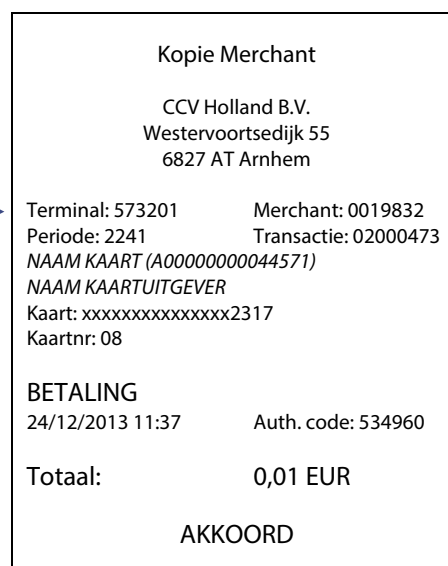 Kopie Merchant
CCV Holland B.V.
Westervoortsedijk 55
6827 AT Arnhem
Terminal: 573201 Merchant: 0019832
Periode: 2241 Transactie: 02000473
NAAM KAART (A00000000044571)
NAAM KAARTUITGEVER
Kaart: xxxxxxxxxxxxxxx2317
Kaartnr: 08
BETALING
24/12/2013 11:37 Auth. code: 534960
Totaal: 0,01 EUR
AKKOORD